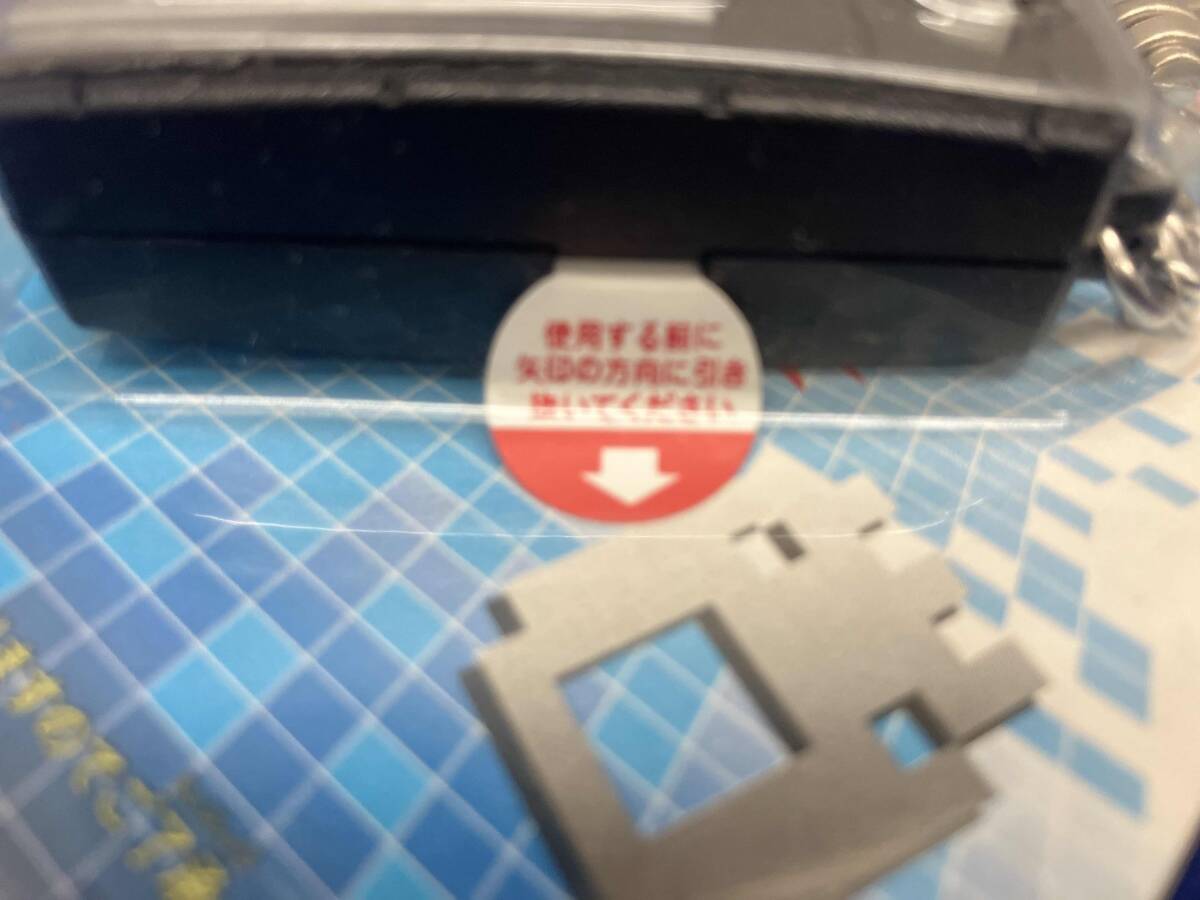 使用する前に
矢印の方向に引き
抜いてください